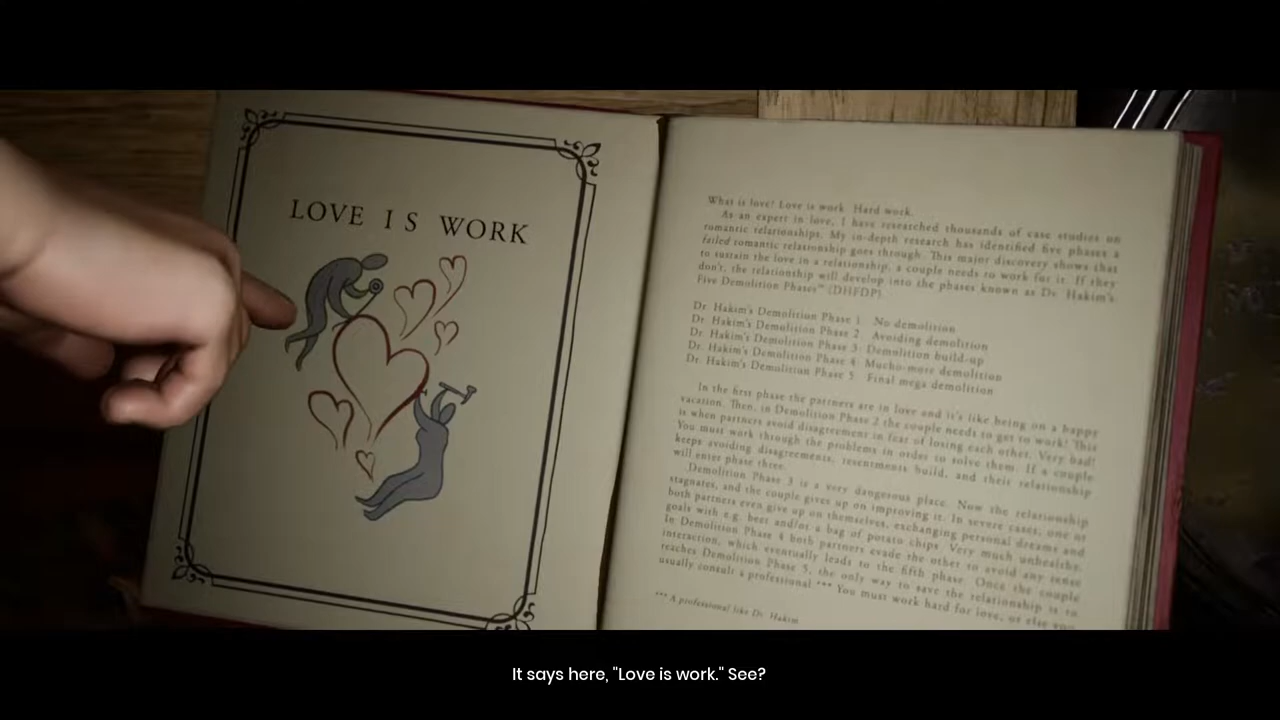 LOVE IS WORK
What is love? Love is work. Hard work.
As an expert in love, I have researched thousands of case studies on
romantic relationships. My in-depth research has identified five phases a
failed romantic relationship goes through. This major discovery shows that
to sustain the love in a relationship, a couple needs to work for it. If they
don't, the relationship will develop into the phases known as Dr. Hakim's
Five Demolition Phases™ (DHFDP).
Dr. Hakim's Demolition Phase 1 No demolition
Dr. Hakim's Demolition Phase 2 Avoiding demolition
Dr. Hakim's Demolition Phase 3 Demolition build-up
Dr. Hakim's Demolition Phase 4 Mucho-more demolition
Dr. Hakim's Demolition Phase 5 Final mega demolition
In the first phase the partners are in love and it's like being on a happy
vacation. Then, in Demolition Phase 2 the couple needs to get to work! This
is when partners avoid disagreement in fear of losing each other. Very bad!
You must work through the problems in order to solve them. If a couple
keeps avoiding disagreements, resentments build, and their relationship
will enter phase three.
Demolition Phase 3 is a very dangerous place. Now the relationship
stagnates, and the couple gives up on improving it. In severe cases, one or
both partners even give up on themselves, exchanging personal dreams and
goals with e.g. beer and/or a bag of potato chips. Very much unhealthy.
In Demolition Phase 4 both partners evade the other to avoid any tense
interaction, which eventually leads to the fifth phase. Once the couple
reaches Demolition Phase 5, the only way to save the relationship is to
usually consult a professional *** You must work hard for love, or else you
*** A professional like Dr. Hakim
It says here, "Love is work." See?